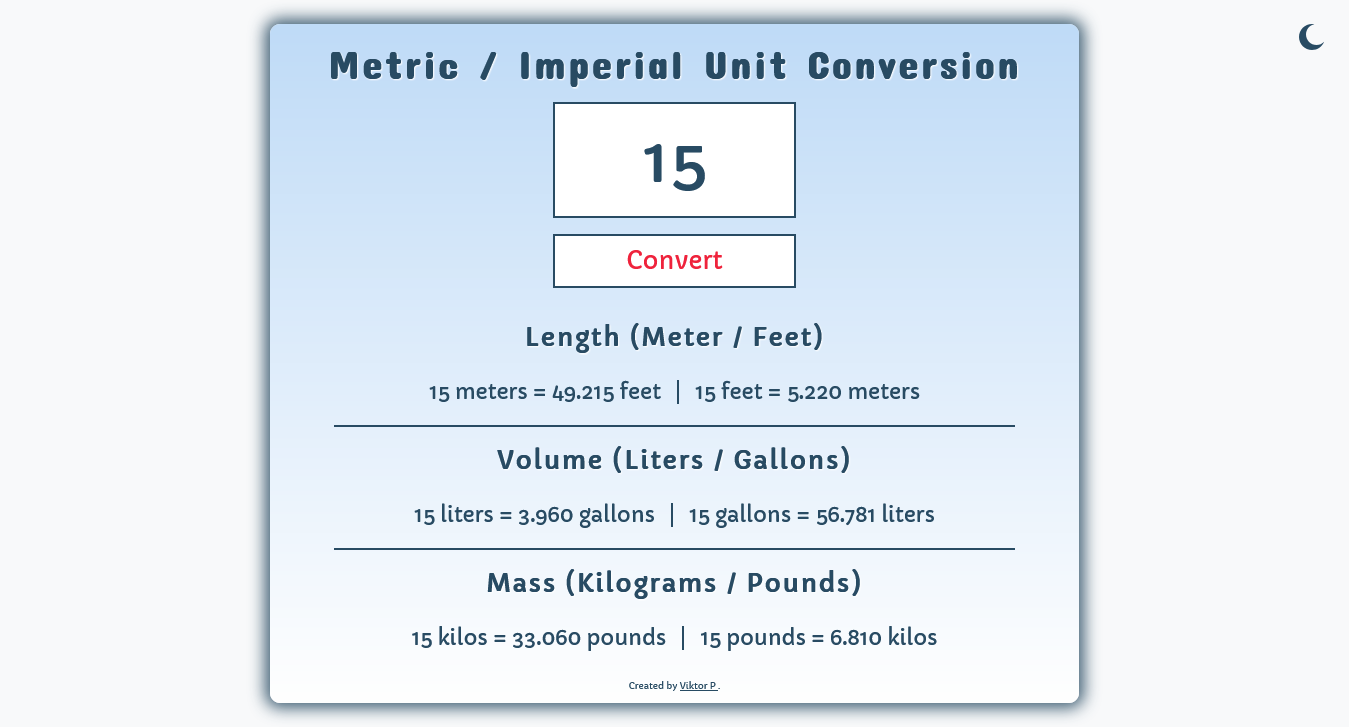 Metric / Imperial Unit Conversion
15
Convert
Length (Meter / Feet)
15 meters = 49.215 feet | 15 feet = 5.220 meters
Volume (Liters / Gallons)
15 liters = 3.960 gallons | 15 gallons = 56.781 liters
Mass (Kilograms / Pounds)
15 kilos = 33.060 pounds | 15 pounds = 6.810 kilos
Created by Viktor P .